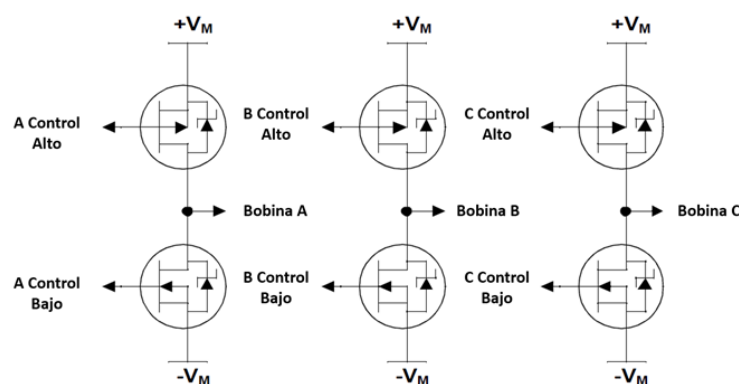 +VM
+VM
+VM
A Control
Alto
B Control
Alto
C Control
Alto
Bobina A
Bobina B
Bobina C
A Control
Bajo
B Control
Bajo
C Control
Bajo
-VM
-VM
-VM